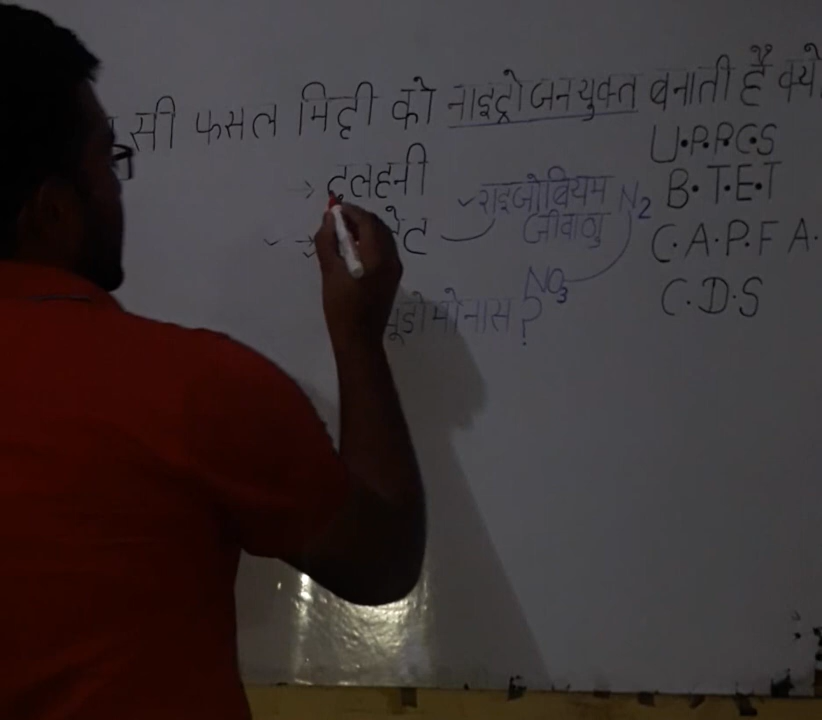 सी फसल मिट्टी को नाइट्रोजनयुक्त बनाती है क्यो
U.P.P.C.S
दलहनी
राइजोबियम N2
B.T.E.T
जीवाणु
C.A.P.F A.
NO3
C.D.S
मोनास ?